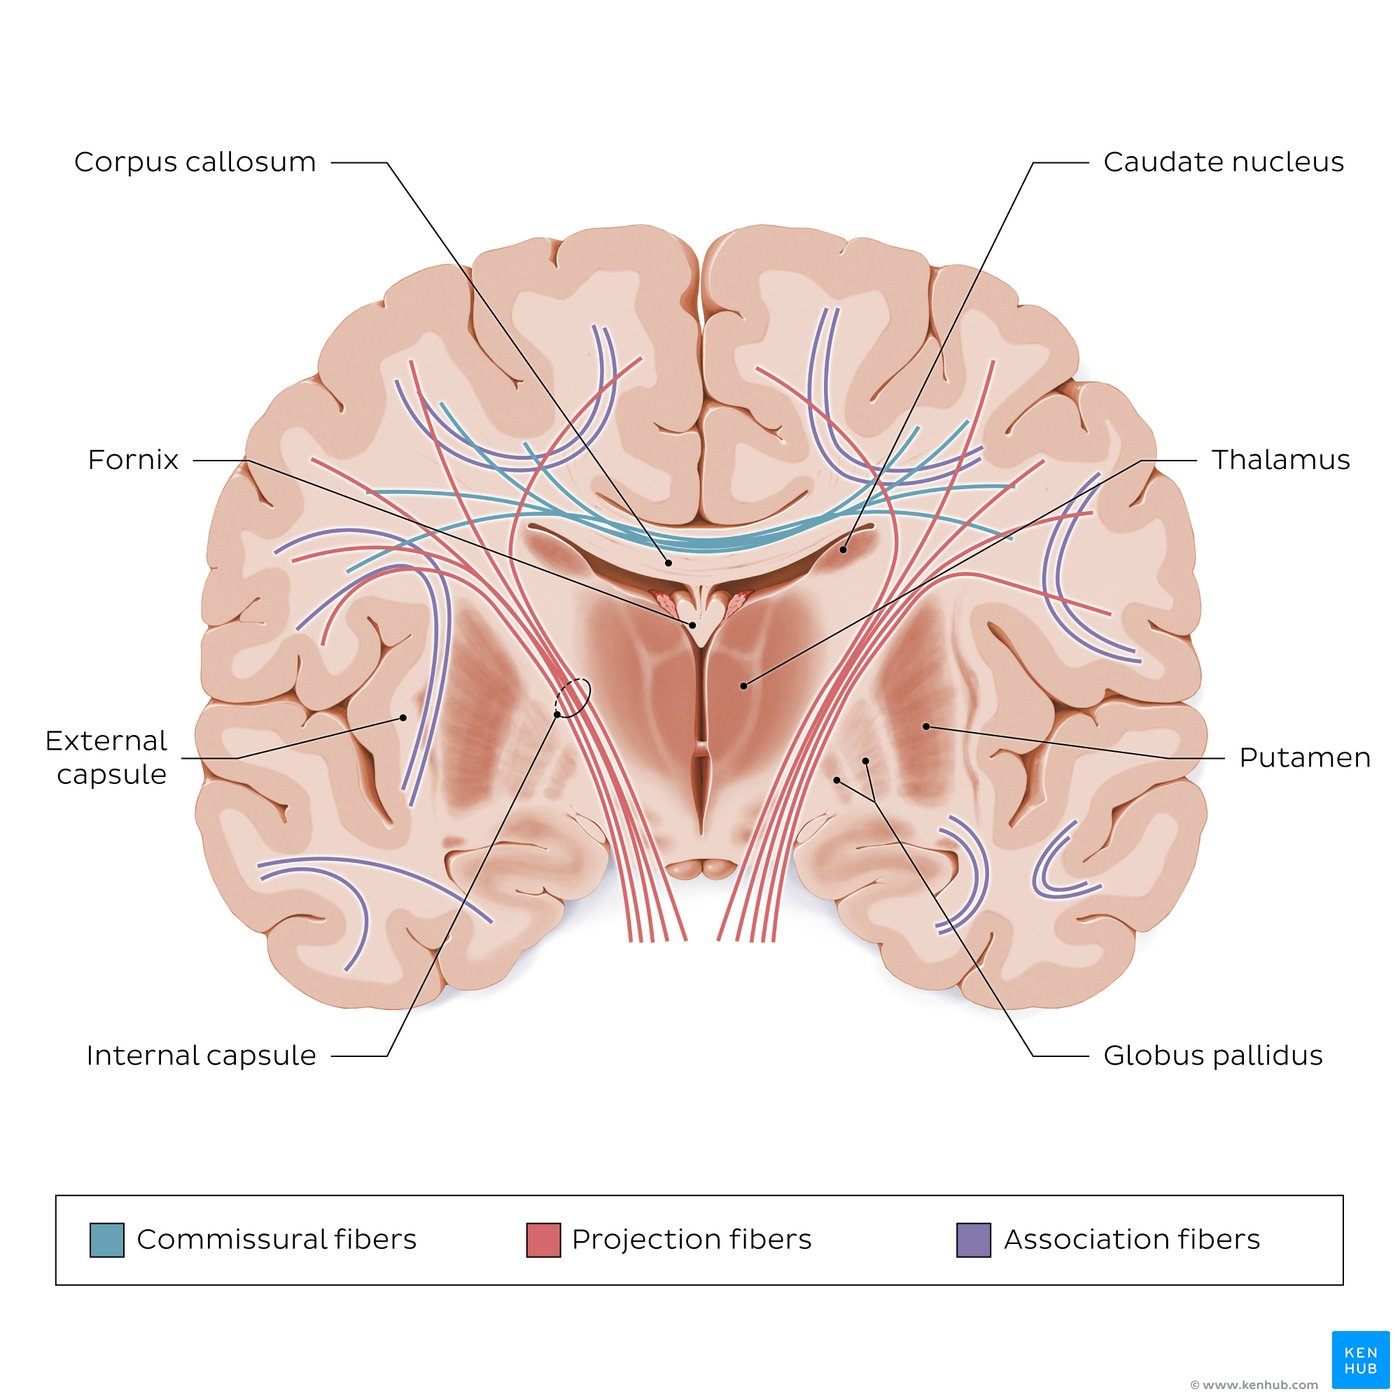 Corpus callosum
Caudate nucleus
Fornix
Thalamus
External
capsule
Putamen
Internal capsule
Globus pallidus
Commissural fibers
Projection fibers
Association fibers
KEN
HUB
© www.kenhub.com